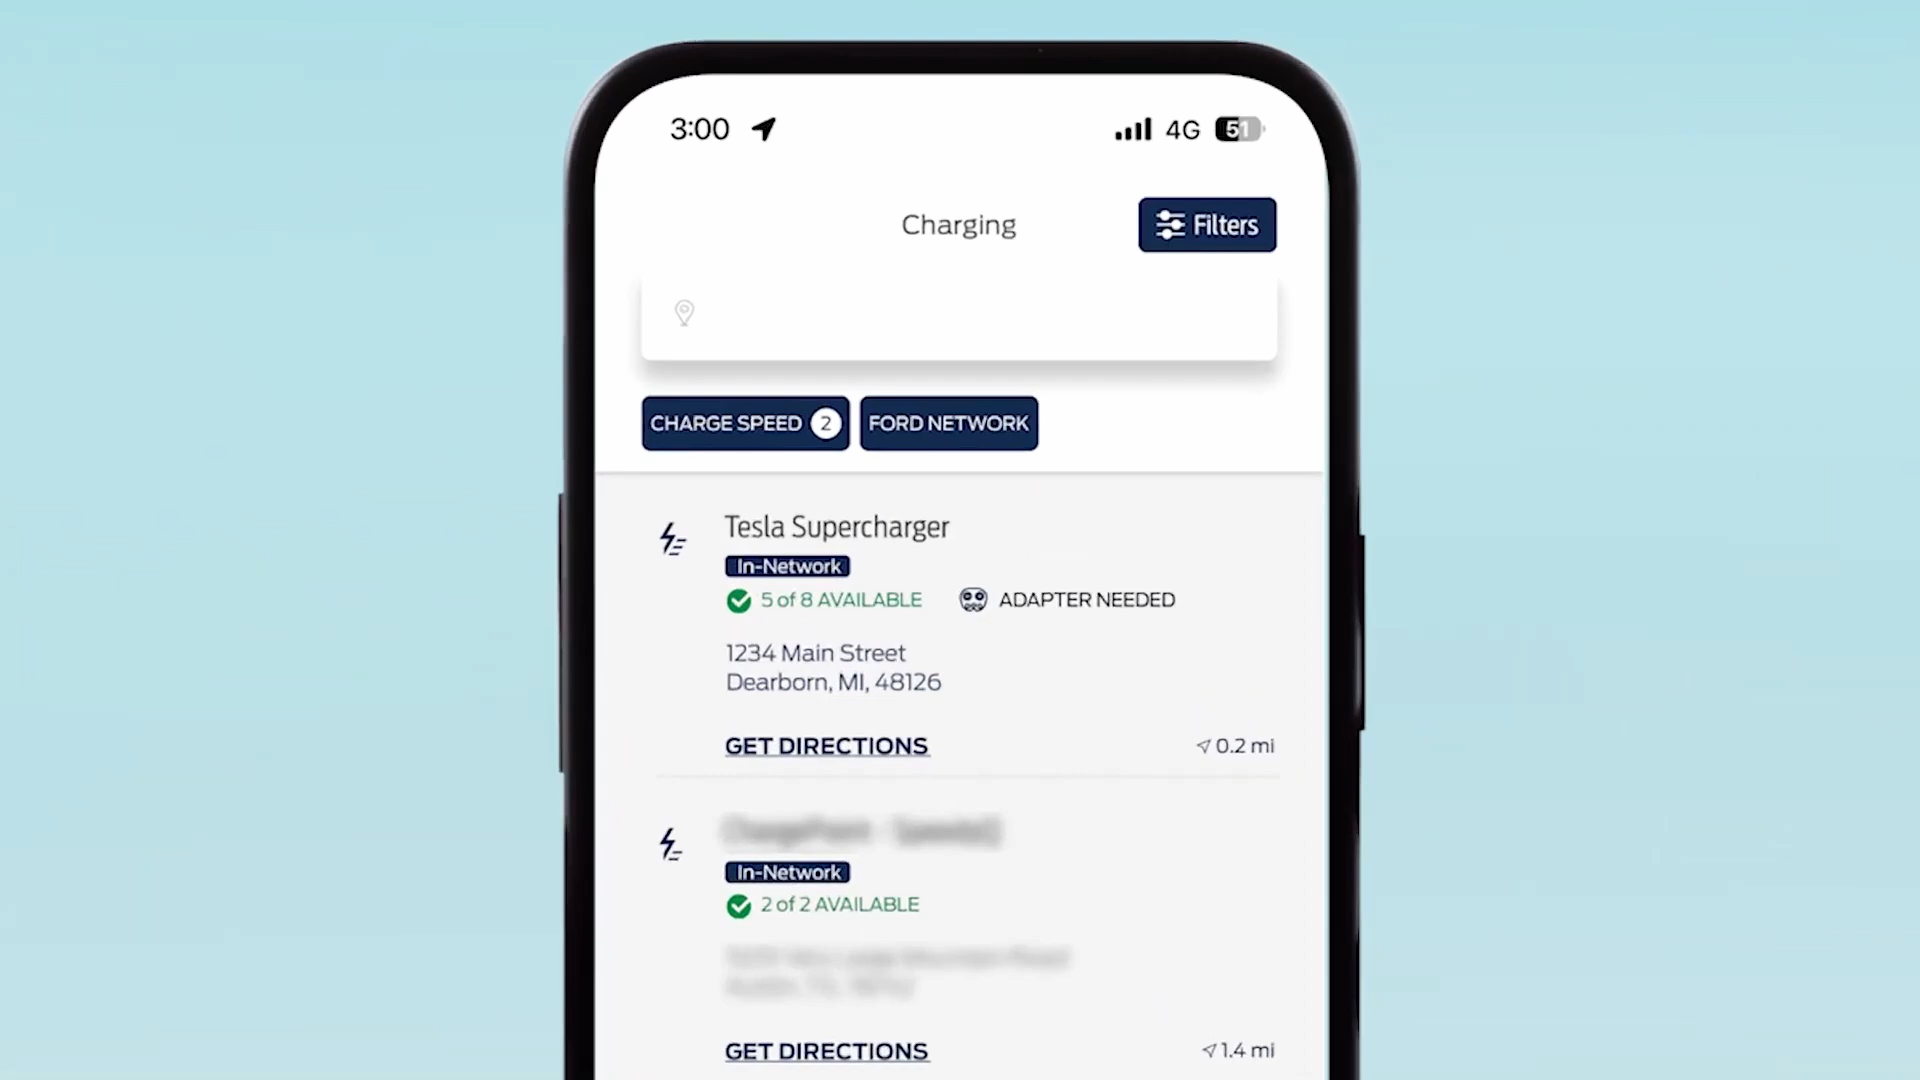 3:00
4G 51
Charging
Filters
CHARGE SPEED 2
FORD NETWORK
Tesla Supercharger
In-Network
5 of 8 AVAILABLE
ADAPTER NEEDED
1234 Main Street
Dearborn, MI, 48126
GET DIRECTIONS
0.2 mi
In-Network
2 of 2 AVAILABLE
GET DIRECTIONS
1.4 mi